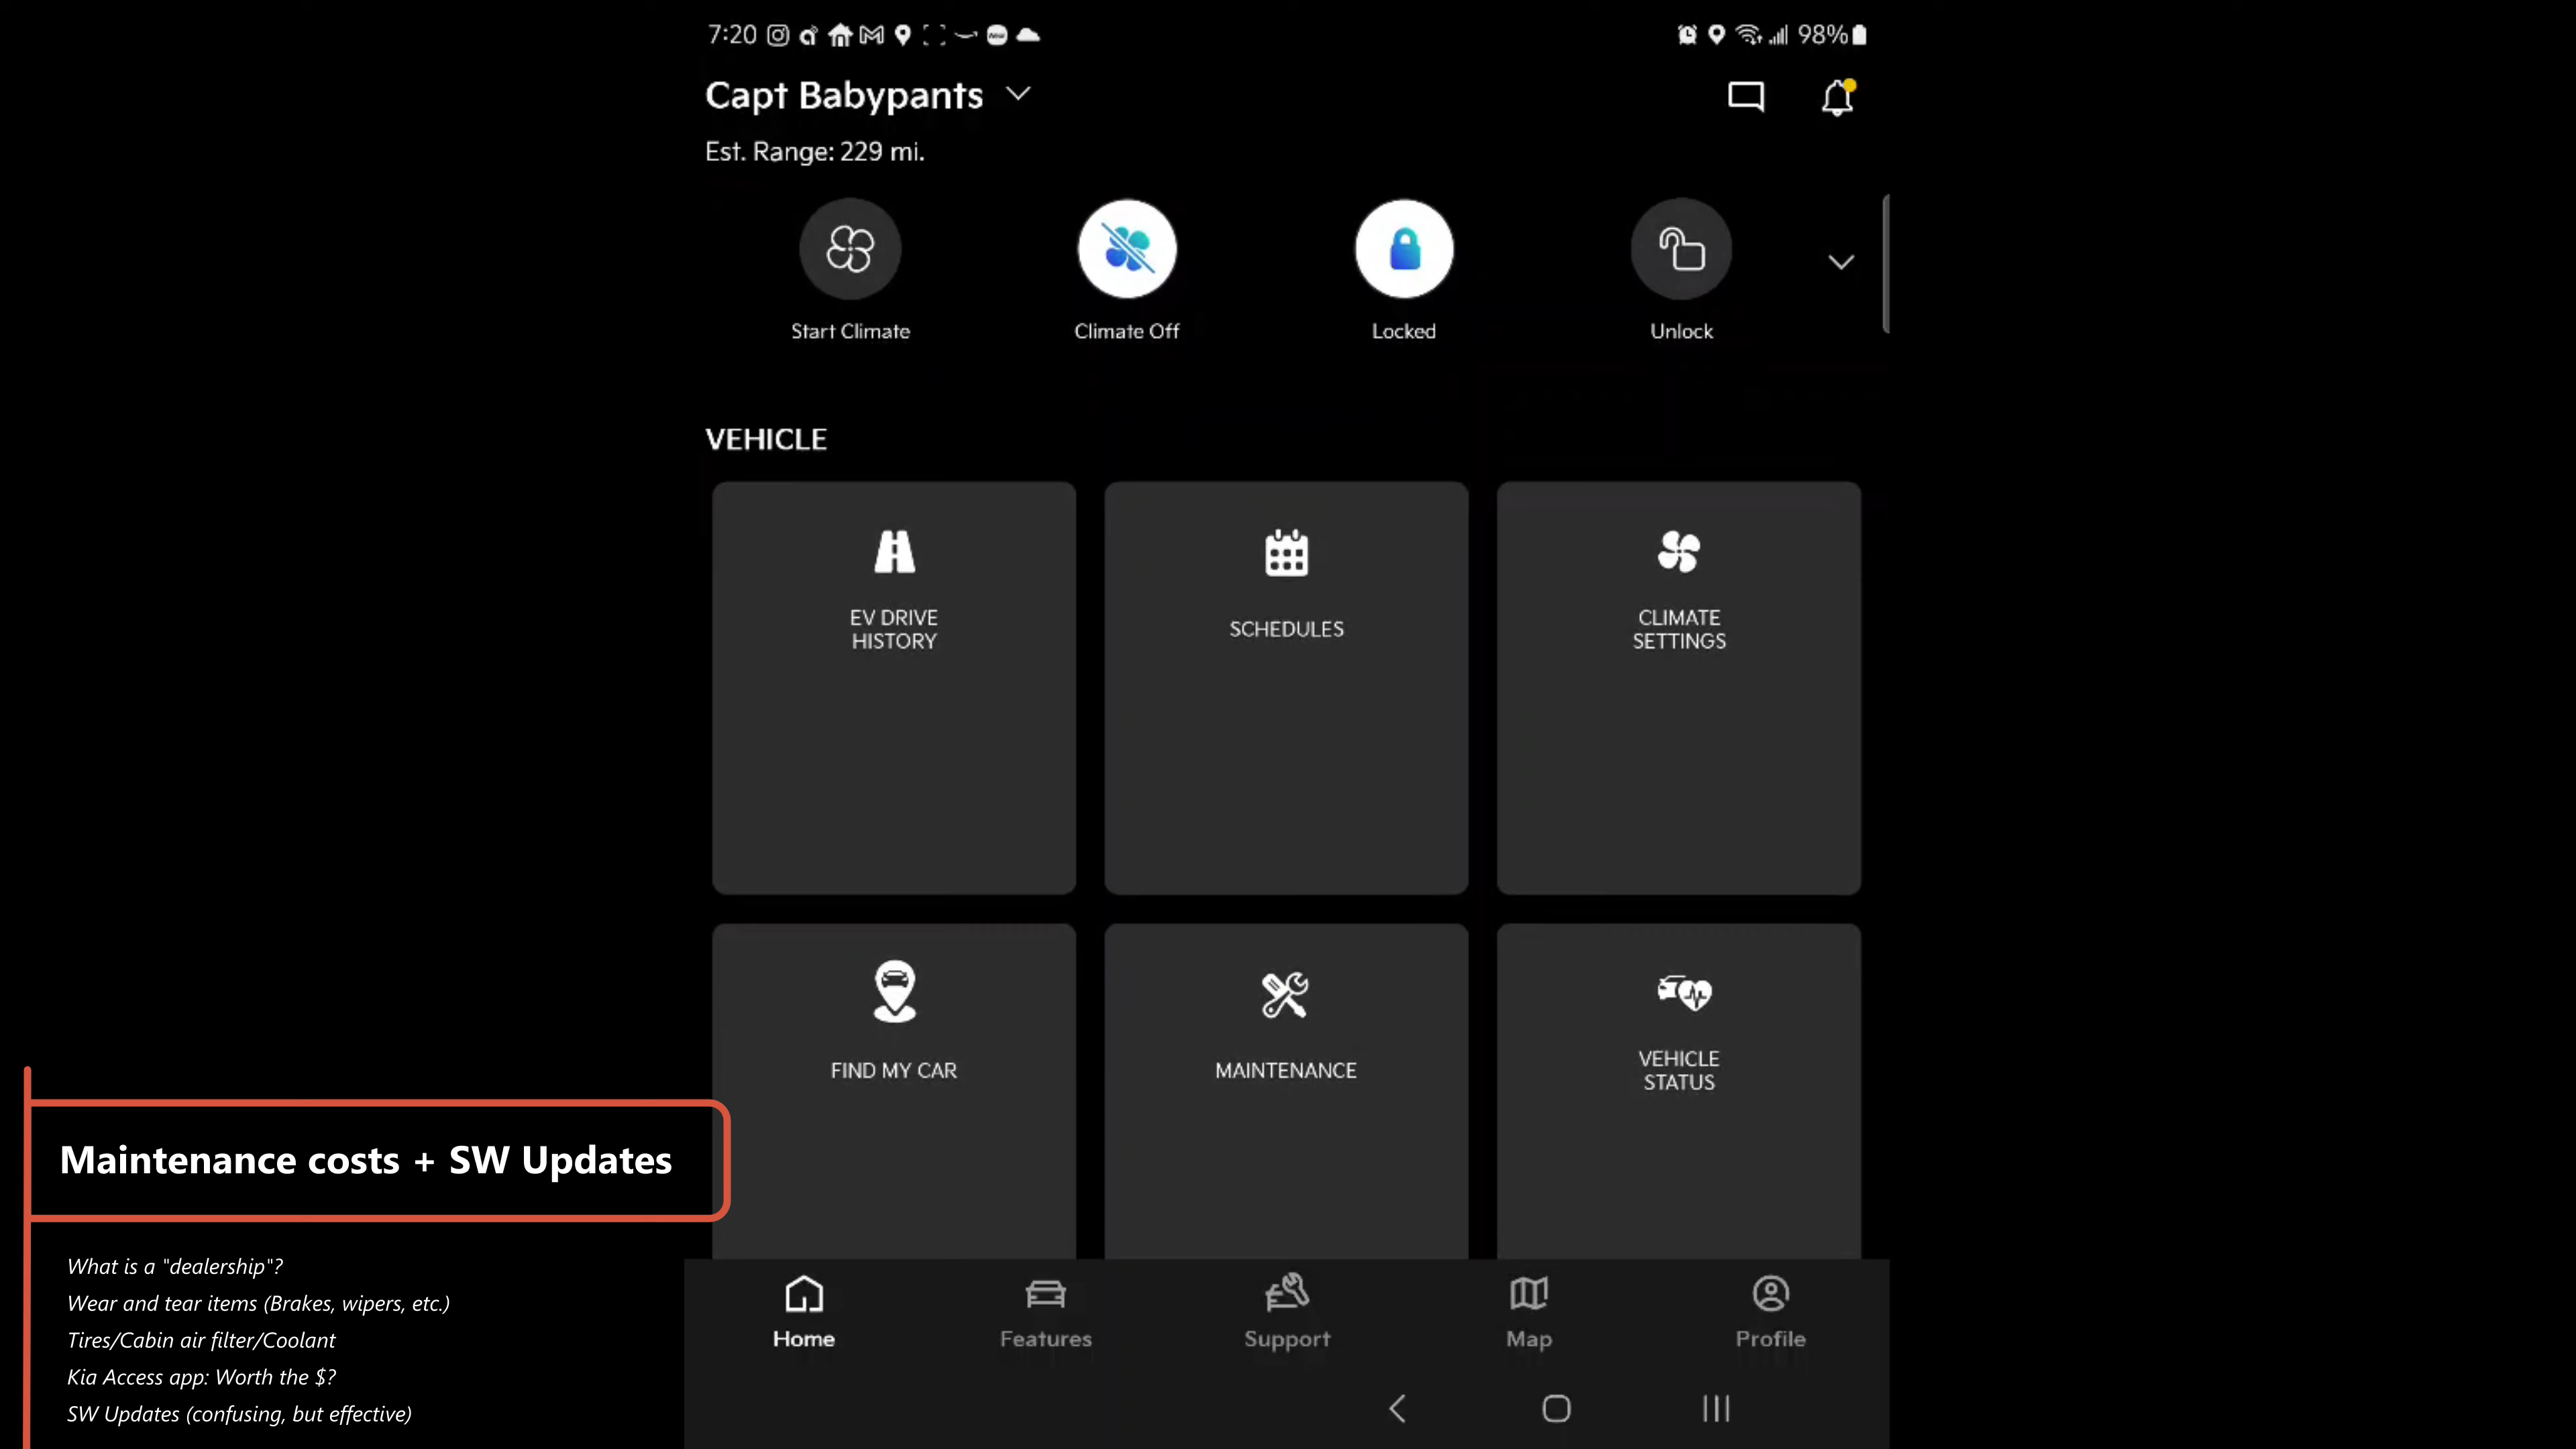 7:20
98%
Capt Babypants
Est. Range: 229 mi.
Start Climate
Climate Off
Locked
Unlock
VEHICLE
EV DRIVE
HISTORY
SCHEDULES
CLIMATE
SETTINGS
FIND MY CAR
MAINTENANCE
VEHICLE
STATUS
Maintenance costs + SW Updates
What is a "dealership"?
Wear and tear items (Brakes, wipers, etc.)
Tires/Cabin air filter/Coolant
Kia Access app: Worth the $?
SW Updates (confusing, but effective)
Home
Features
Support
Map
Profile